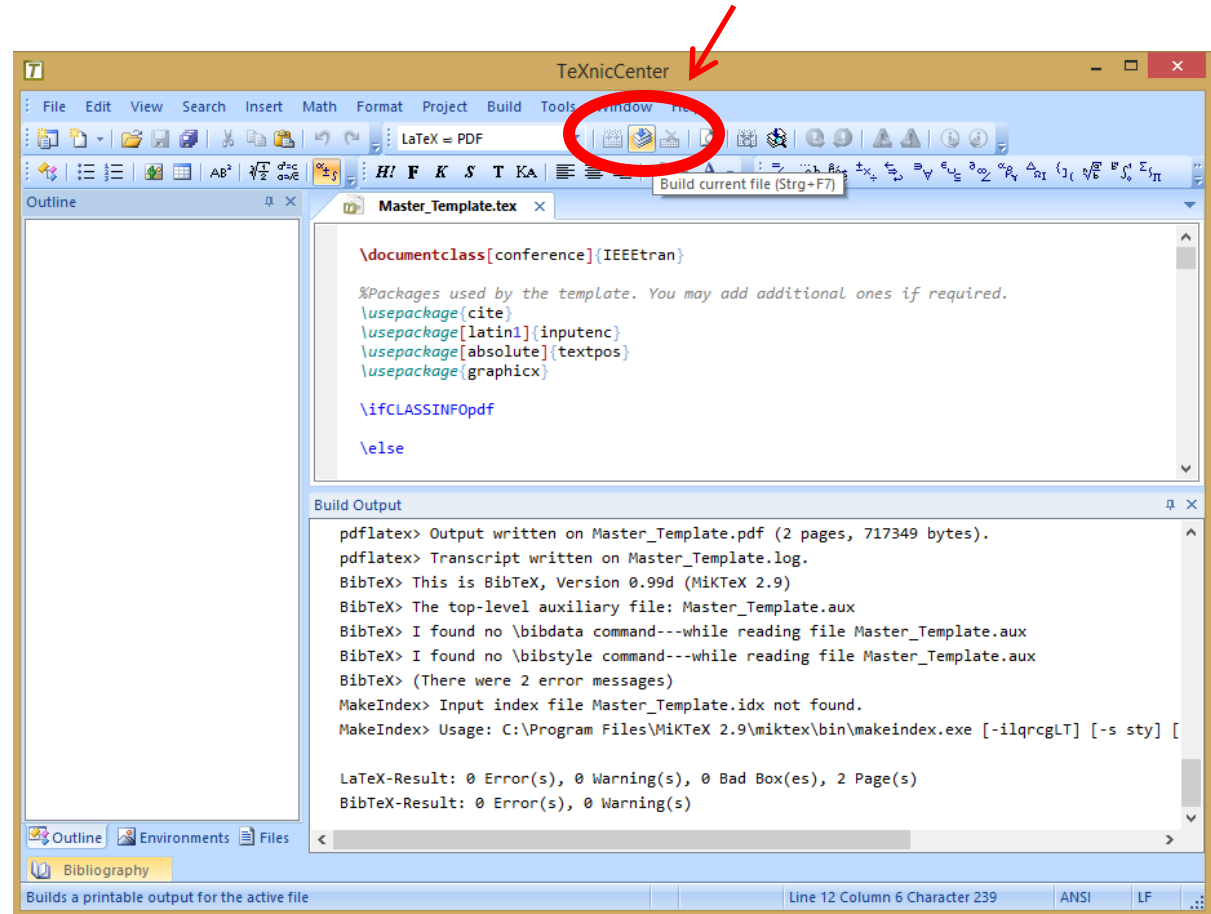 TeXnicCenter
File Edit View Search Insert Math Format Project Build Tools Window
LaTeX ⇒ PDF
AB²
H! F K S T KA
Build current file (Strg+F7)
Outline
Master_Template.tex
\documentclass[conference]{IEEEtran}
%Packages used by the template. You may add additional ones if required.
\usepackage{cite}
\usepackage[latin1]{inputenc}
\usepackage[absolute]{textpos}
\usepackage{graphicx}
\ifCLASSINFOpdf
\else
Build Output
pdflatex> Output written on Master_Template.pdf (2 pages, 717349 bytes).
pdflatex> Transcript written on Master_Template.log.
BibTeX> This is BibTeX, Version 0.99d (MiKTeX 2.9)
BibTeX> The top-level auxiliary file: Master_Template.aux
BibTeX> I found no \bibdata command---while reading file Master_Template.aux
BibTeX> I found no \bibstyle command---while reading file Master_Template.aux
BibTeX> (There were 2 error messages)
MakeIndex> Input index file Master_Template.idx not found.
MakeIndex> Usage: C:\Program Files\MiKTeX 2.9\miktex\bin\makeindex.exe [-ilqrcgLT] [-s sty] [
LaTeX-Result: 0 Error(s), 0 Warning(s), 0 Bad Box(es), 2 Page(s)
BibTeX-Result: 0 Error(s), 0 Warning(s)
Outline Environments Files
Bibliography
Builds a printable output for the active file
Line 12 Column 6 Character 239 ANSI LF